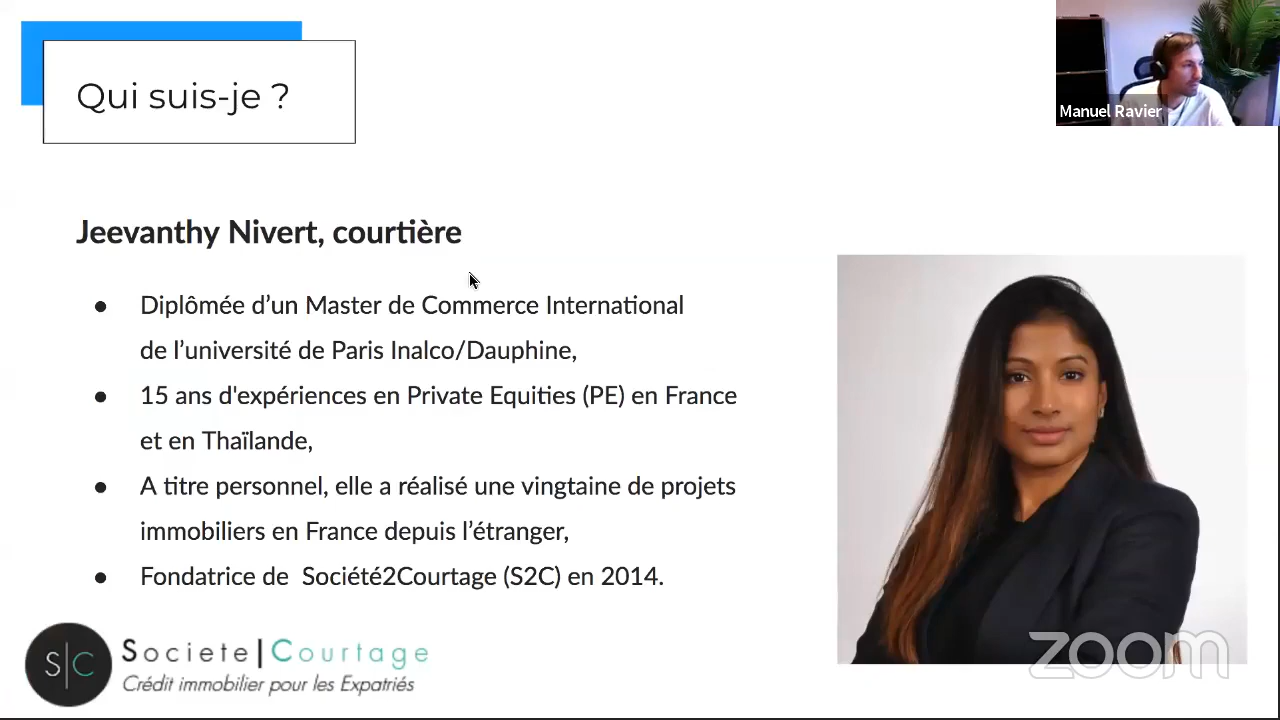 Qui suis-je ?
Manuel Ravier
Jeevanthy Nivert, courtière
● Diplômée d’un Master de Commerce International
de l’université de Paris Inalco/Dauphine,
● 15 ans d'expériences en Private Equities (PE) en France
et en Thaïlande,
● A titre personnel, elle a réalisé une vingtaine de projets
immobiliers en France depuis l’étranger,
● Fondatrice de Société2Courtage (S2C) en 2014.
S|C
Societe|Courtage
Crédit immobilier pour les Expatriés
zoom